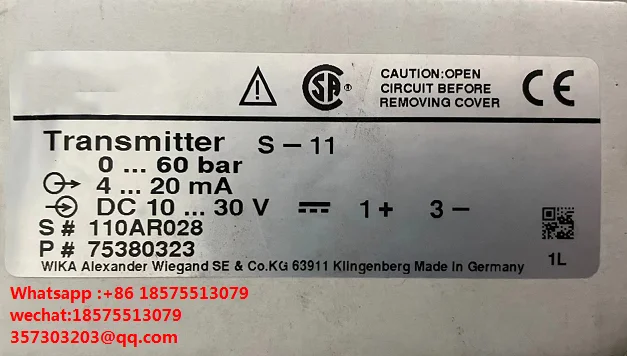 CAUTION:OPEN
CIRCUIT BEFORE
REMOVING COVER
Transmitter S-11
0 ... 60 bar
4 ... 20 mA
DC 10 ... 30 V 1+ 3-
S # 110AR028
P # 75380323
WIKA Alexander Wiegand SE & Co.KG 63911 Klingenberg Made in Germany
1L
Whatsapp :+86 18575513079
wechat:18575513079
357303203@qq.com